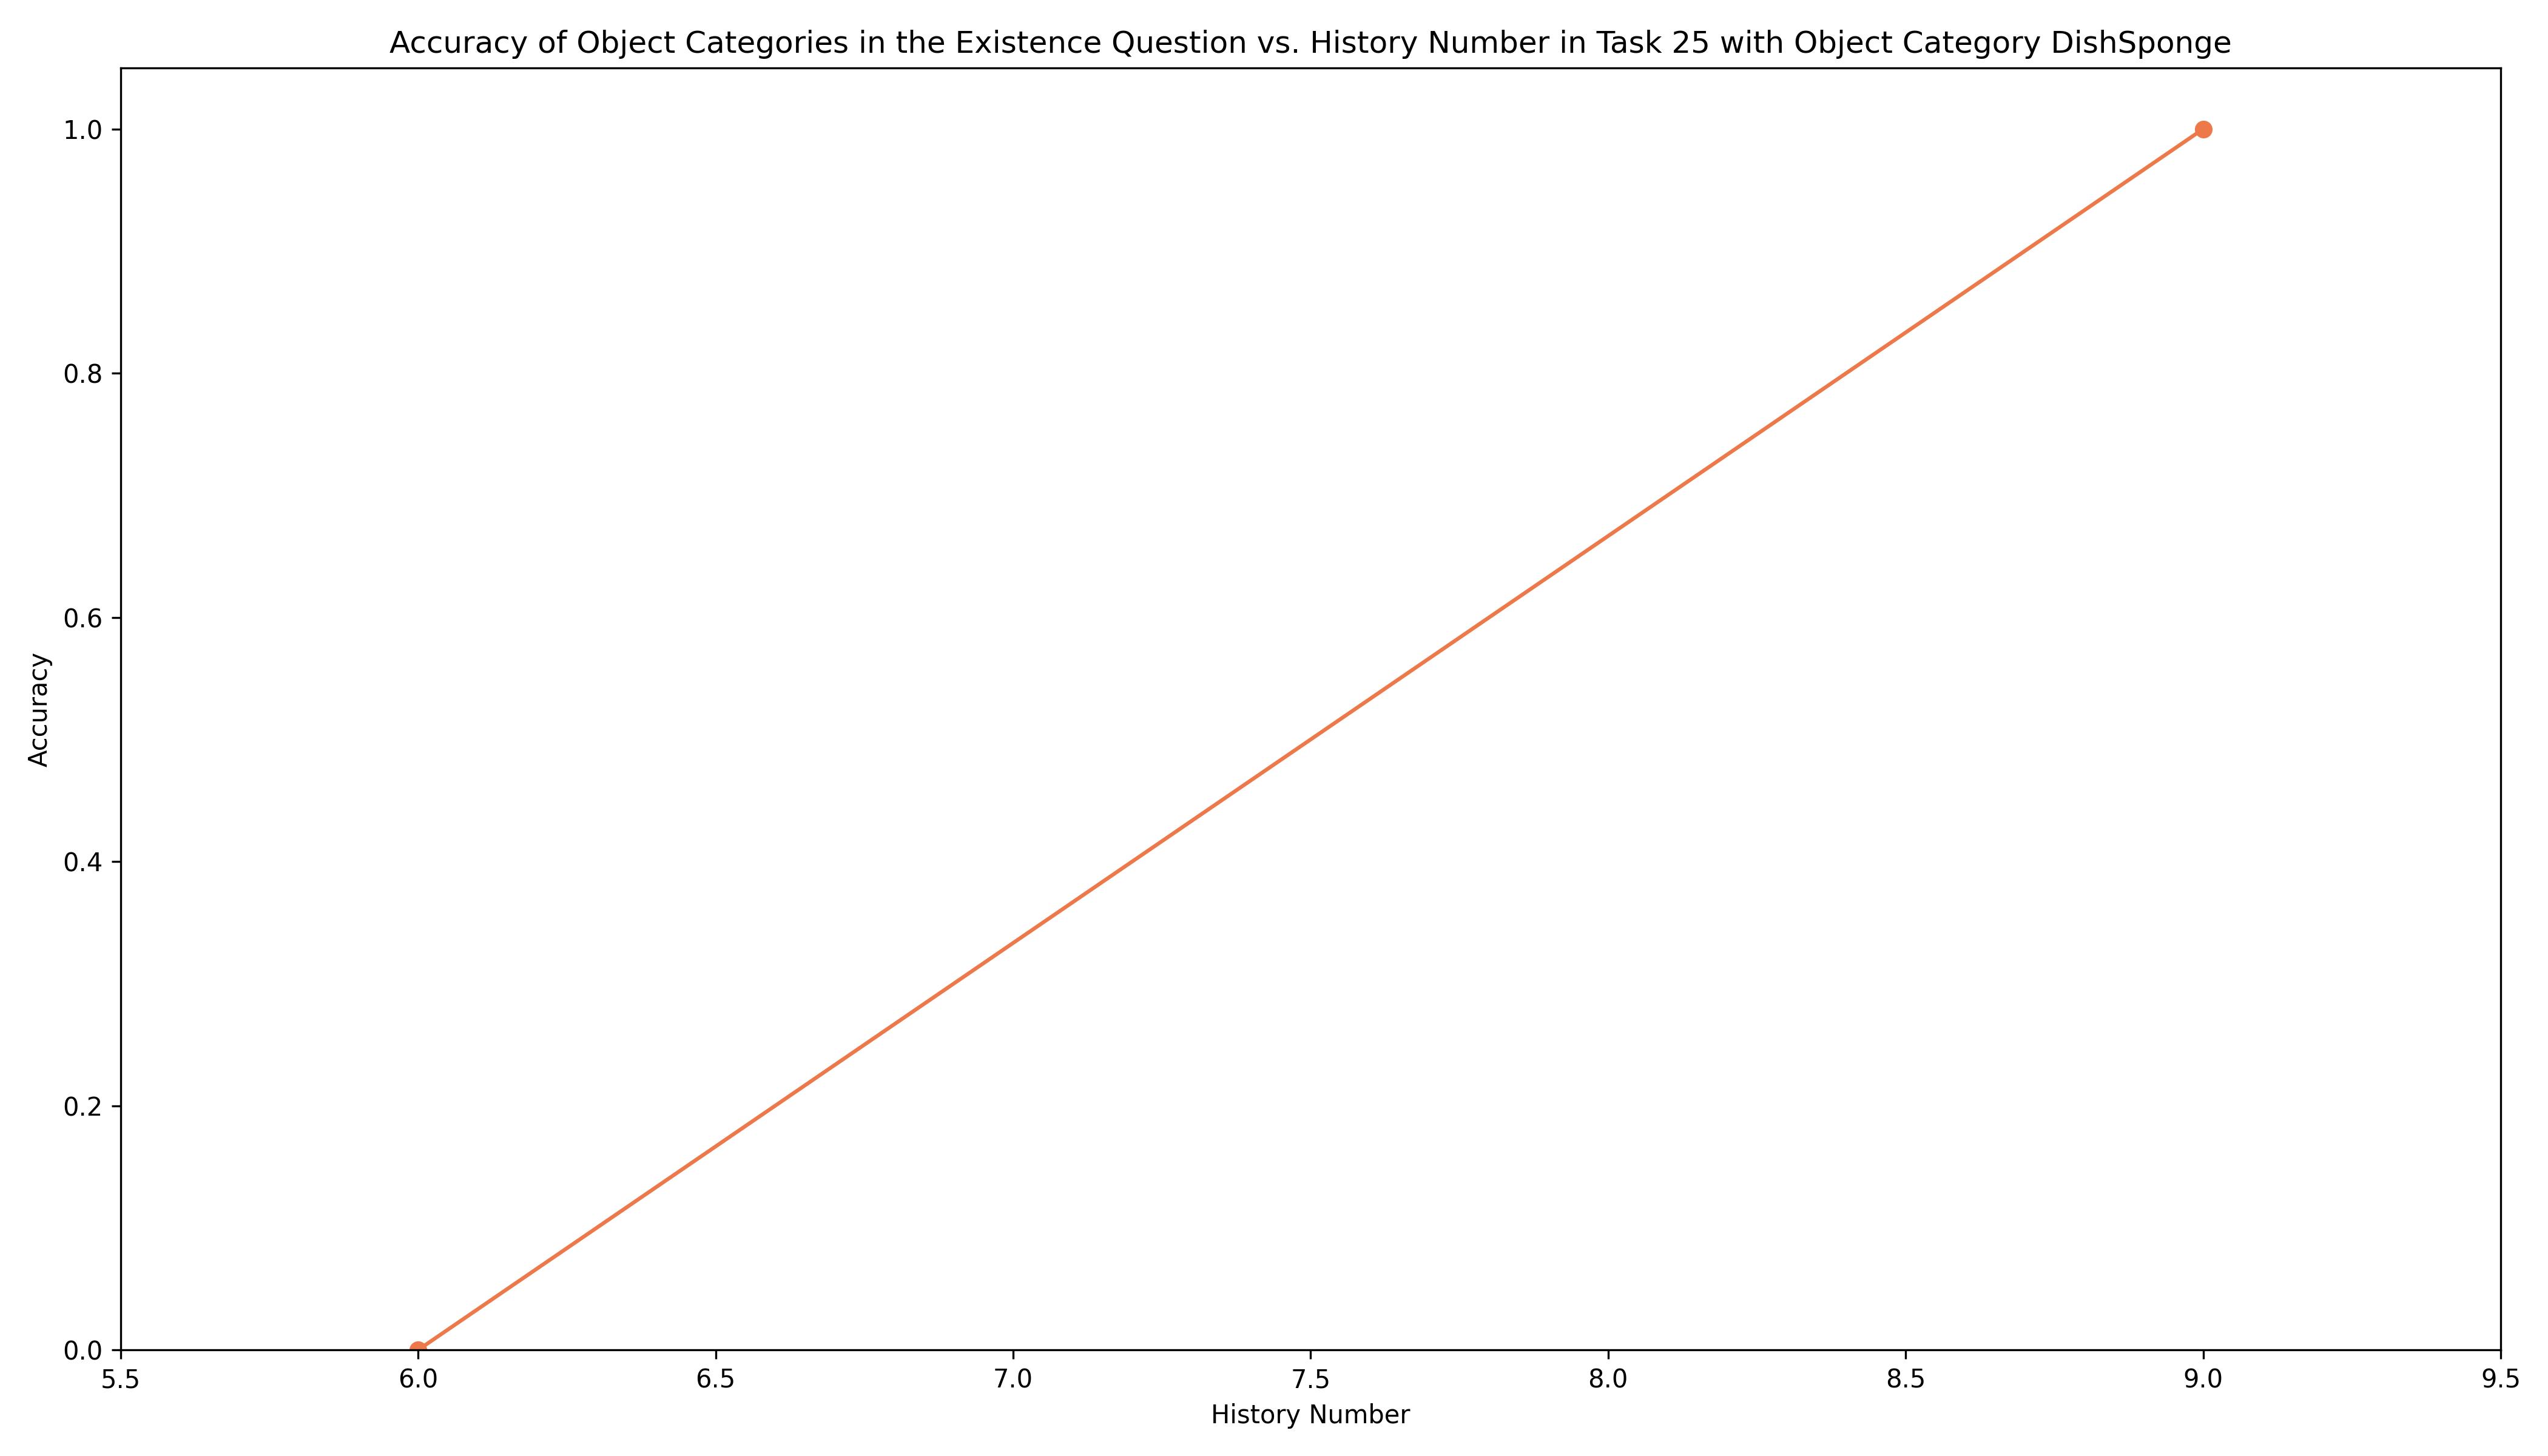 Accuracy of Object Categories in the Existence Question vs. History Number in Task 25 with Object Category DishSponge
1.0
0.8
0.6
0.4
0.2
0.0
Accuracy
5.5 6.0 6.5 7.0 7.5 8.0 8.5 9.0 9.5
History Number